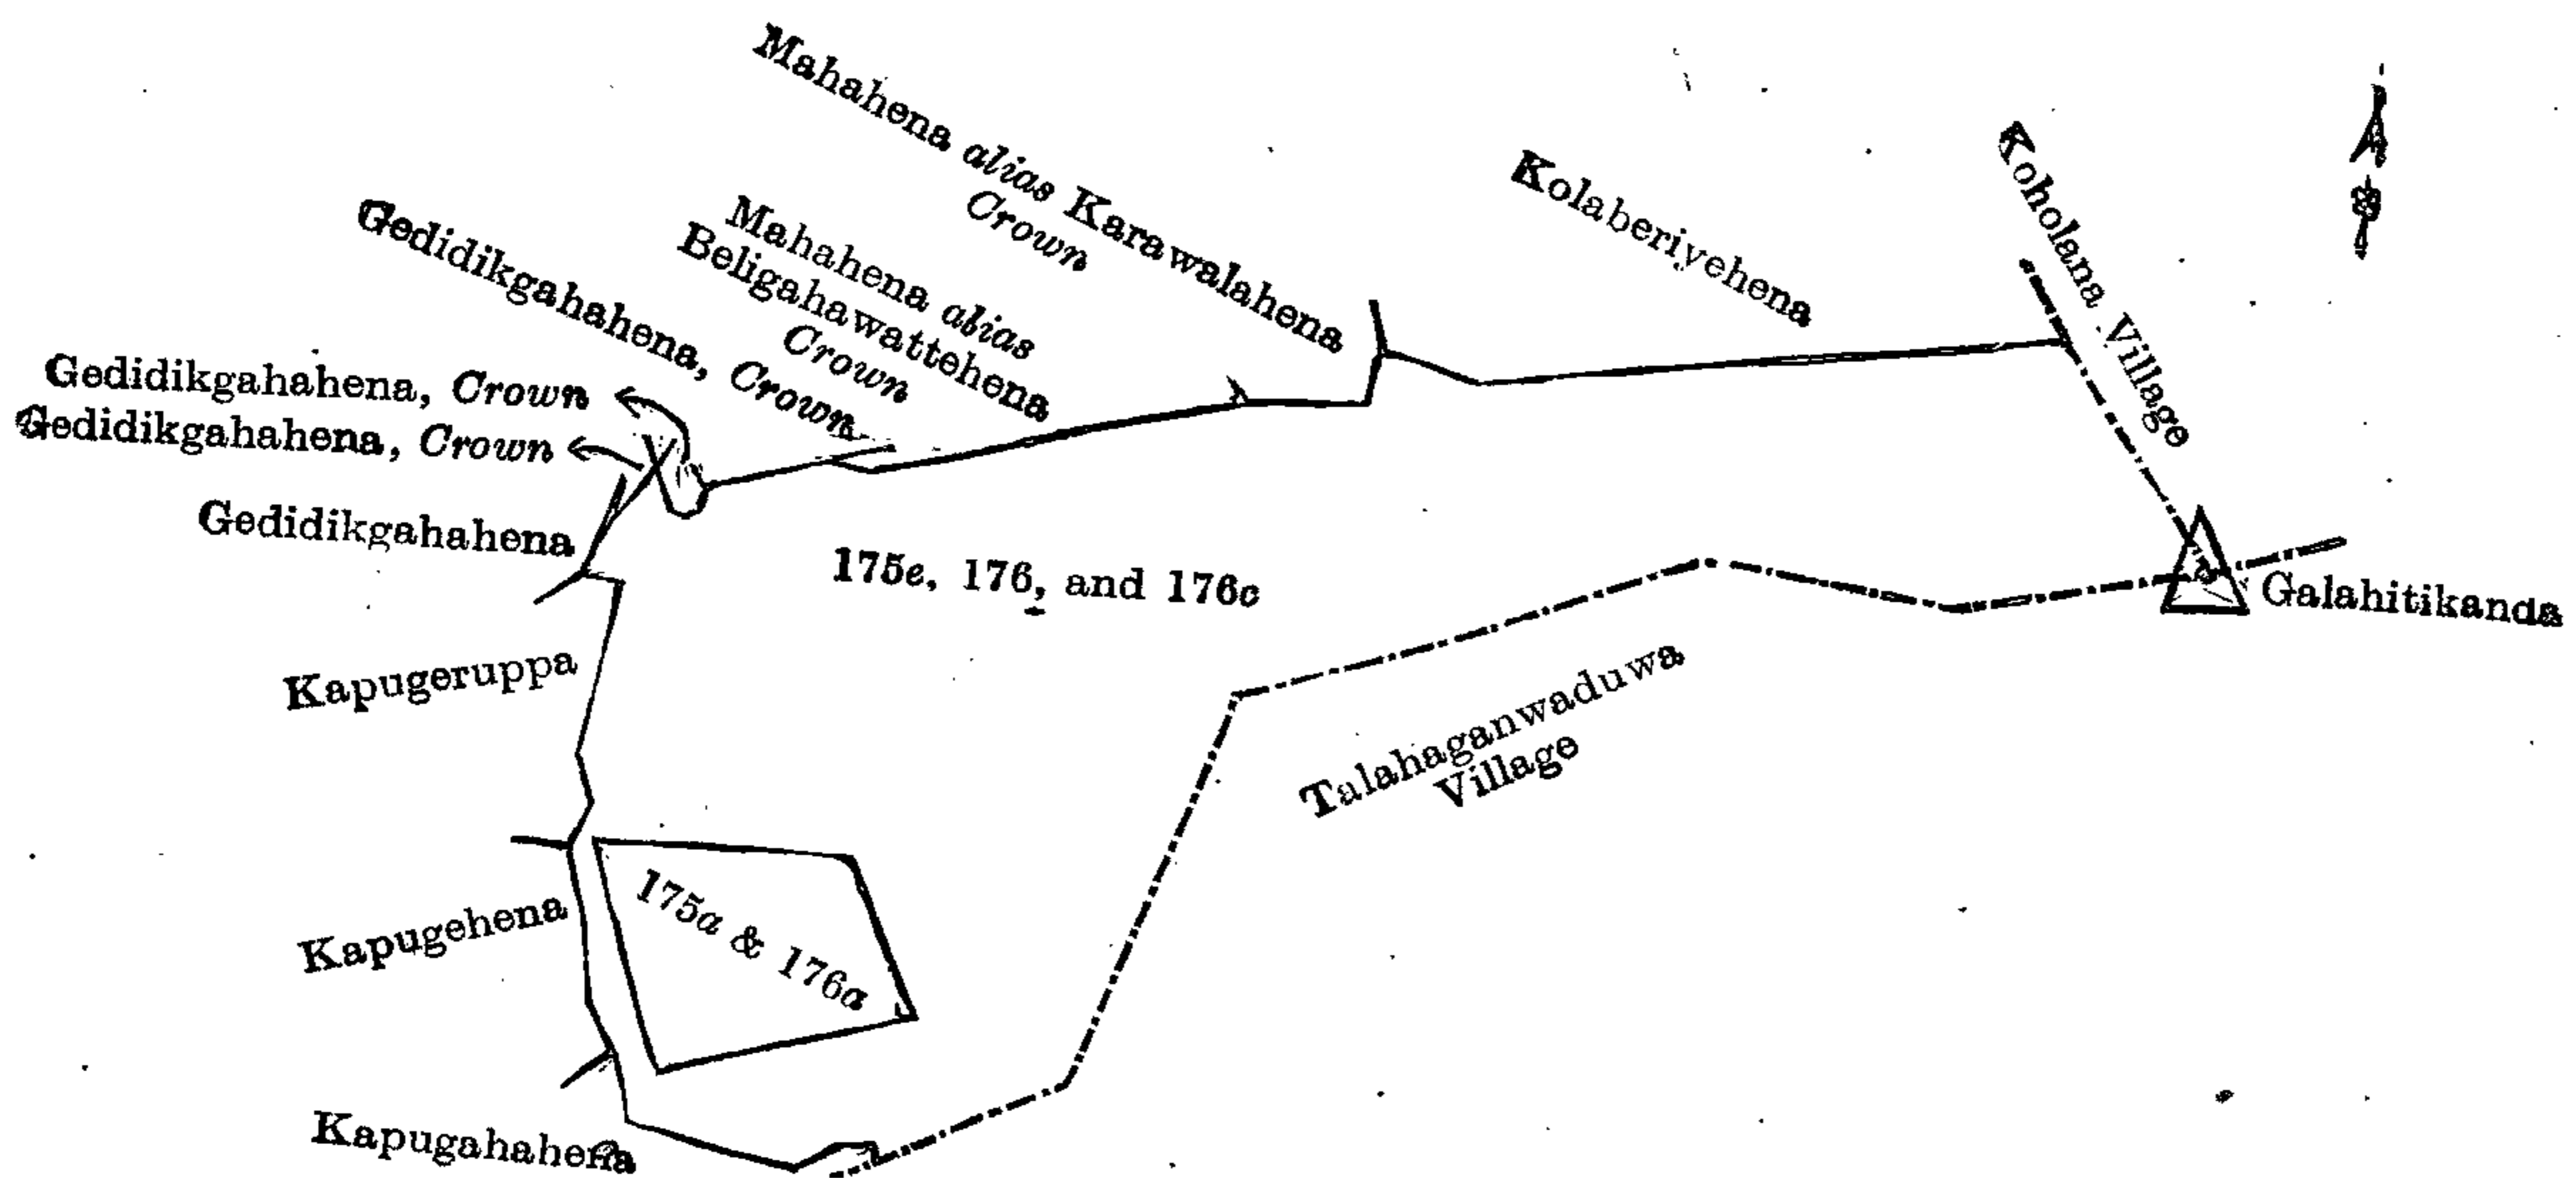 Mahahena alias Karawalahena
Crown
Kolaberiyehena
Koholana Village
Mahahena alias
Beligahawattehena
Crown
Gedidikgahahena, Crown
Gedidikgahahena, Crown
Gedidikgahahena, Crown
Gedidikgahahena
175e, 176, and 176c
Galahitikanda
Kapugeruppa
Talahaganwaduwa
Village
175a & 176a
Kapugehena
Kapugahahena